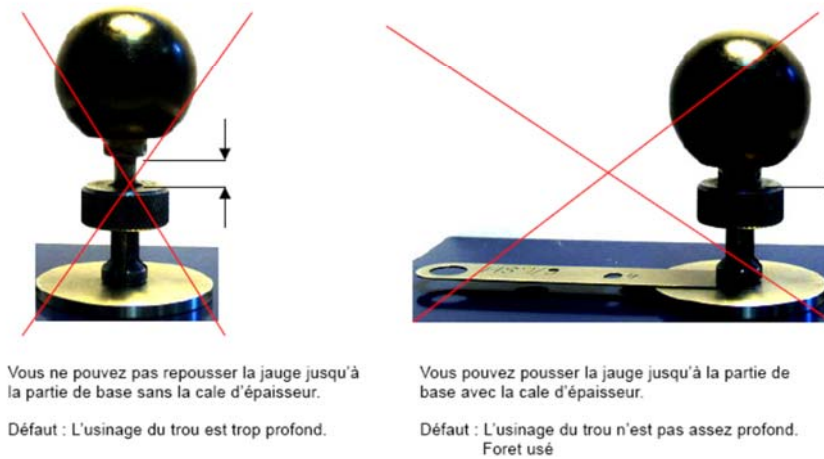 Vous ne pouvez pas repousser la jauge jusqu'à
la partie de base sans la cale d'épaisseur.
Défaut : L'usinage du trou est trop profond.
Vous pouvez pousser la jauge jusqu'à la partie de
base avec la cale d'épaisseur.
Défaut : L'usinage du trou n'est pas assez profond.
Foret usé